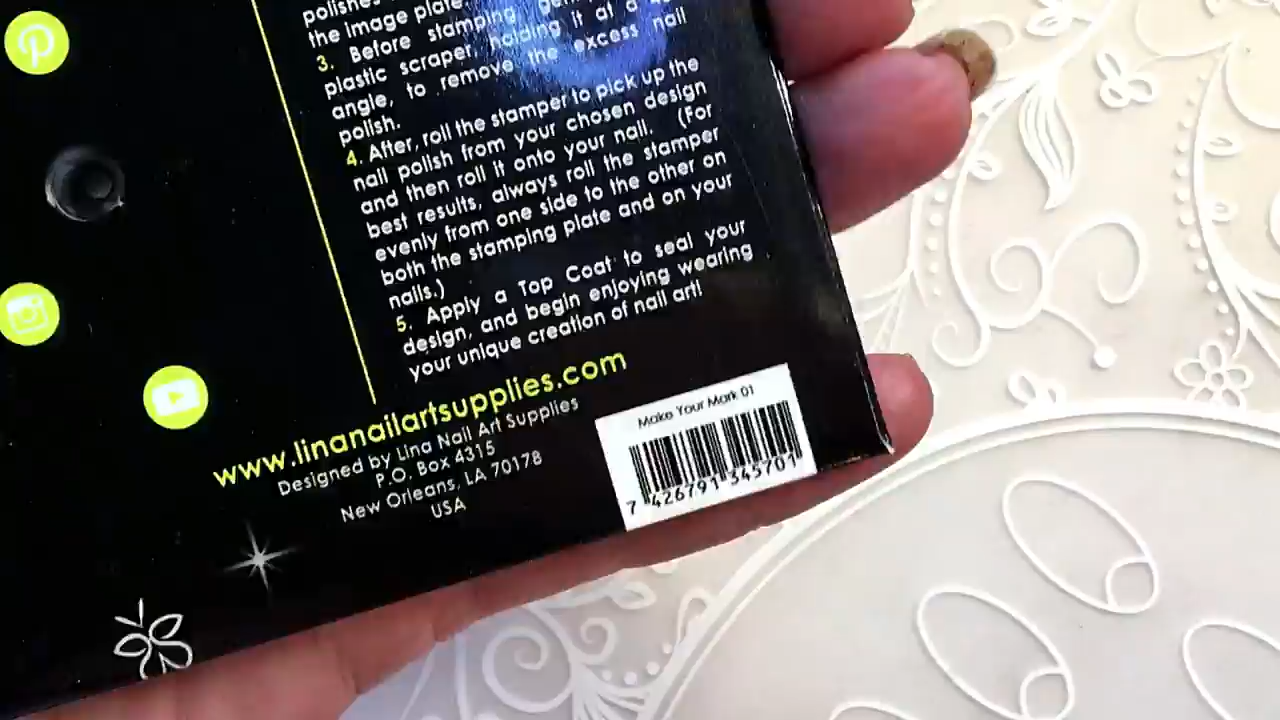 polishes
the image plate.
3. Before stamping,
plastic scraper, holding it at a
angle, to remove the excess nail
polish.
4. After, roll the stamper to pick up the
nail polish from your chosen design
and then roll it onto your nail. (For
best results, always roll the stamper
evenly from one side to the other on
both the stamping plate and on your
nails.)
5. Apply a Top Coat to seal your
design, and begin enjoying wearing
your unique creation of nail art!
www.linanailartsupplies.com
Designed by Lina Nail Art Supplies
P.O. Box 4315
New Orleans, LA 70178
USA
Make Your Mark 01
7 426791 345701